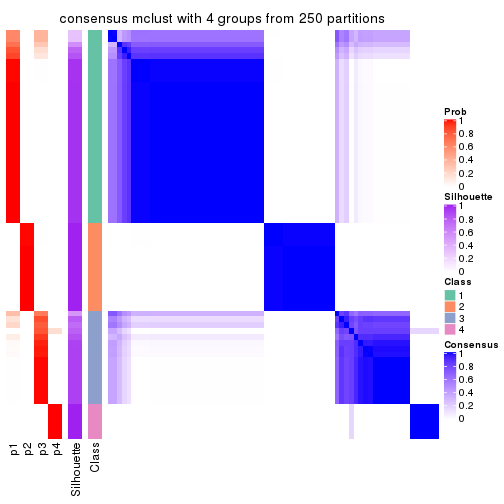 consensus mclust with 4 groups from 250 partitions
Prob
1
0.8
0.6
0.4
0.2
0
Silhouette
1
0.8
0.6
0.4
0.2
0
Class
1
2
3
4
Consensus
1
0.8
0.6
0.4
0.2
0
p1
p2
p3
p4
Silhouette
Class